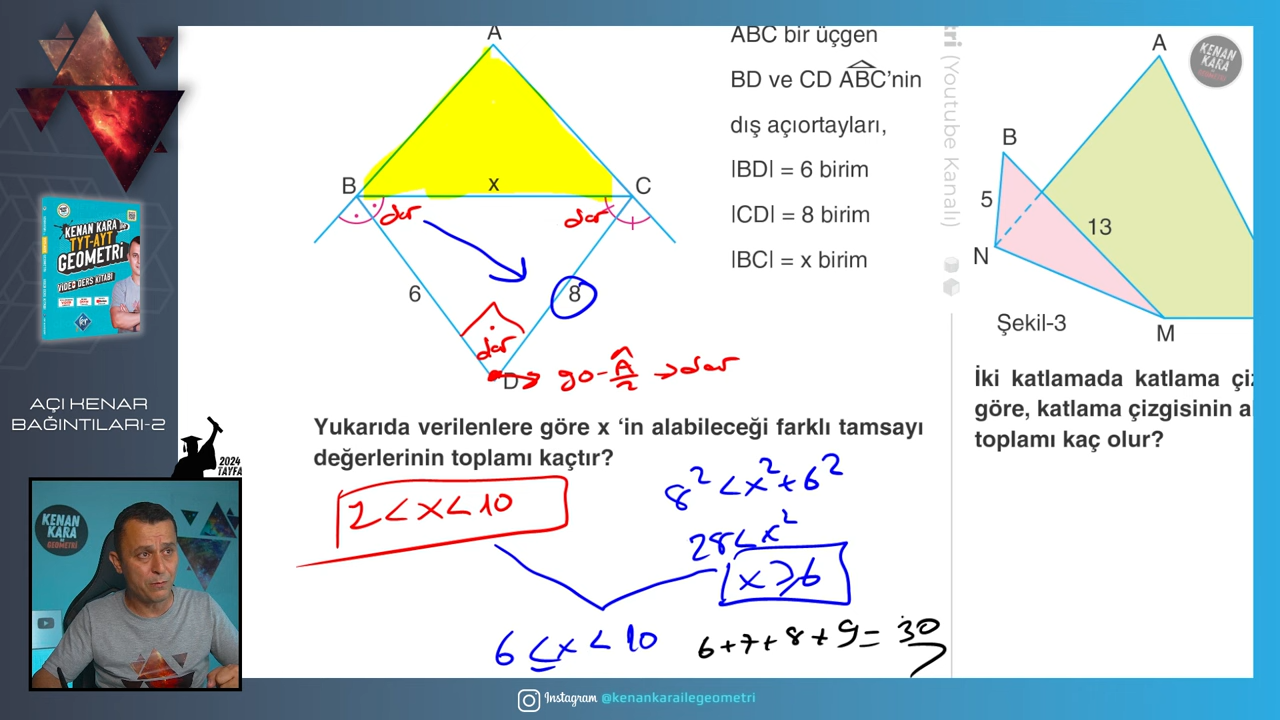 KENAN KARA
TYT-AYT
GEOMETRİ
VİDEO DERS KİTABI
AÇI KENAR
BAĞINTILARI-2
2024
TAYFA
KENAN
KARA
GEOMETRİ
A
B
x
C
dar
dar
6
8
dar
D
90-Â/2 → dar
ABC bir üçgen
BD ve CD ABC'nin
dış açıortayları,
|BD| = 6 birim
|CD| = 8 birim
|BC| = x birim
Yukarıda verilenlere göre x 'in alabileceği farklı tamsayı
değerlerinin toplamı kaçtır?
2 < x < 10
8² < x² + 6²
28 < x²
x ⩾ 6
6 ≤ x < 10
6+7+8+9 = 30
tri (Youtube Kanalı)
KENAN
KARA
GEOMETRİ
A
B
5
13
N
M
Şekil-3
İki katlamada katlama
göre, katlama çizgisinin
toplamı kaç olur?
Instagram @kenankarailegeometri